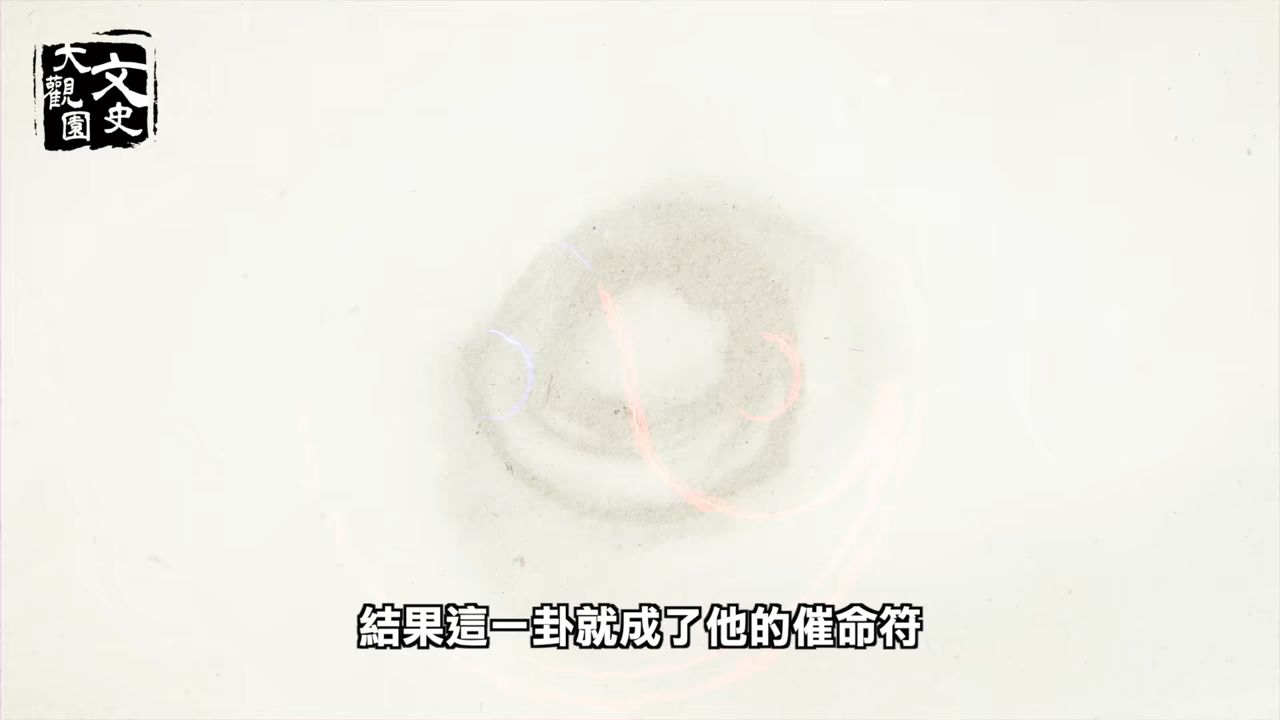 文史
大觀園
結果這一卦就成了他的催命符